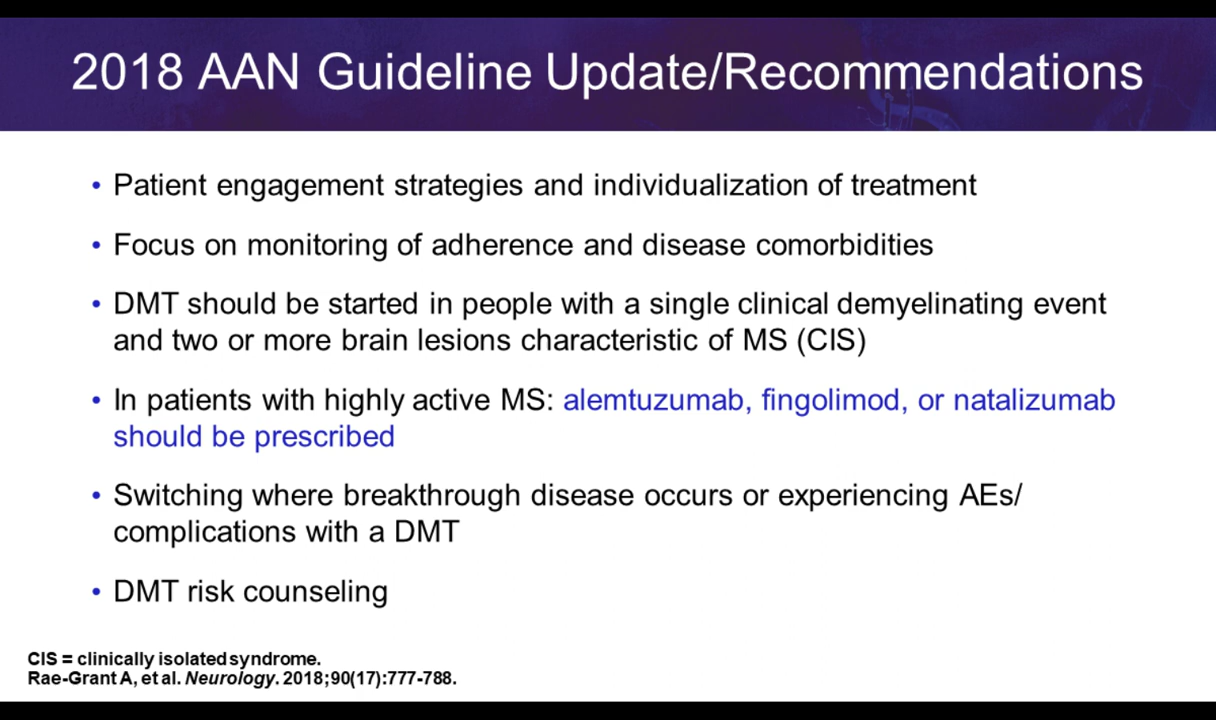 2018 AAN Guideline Update/Recommendations
• Patient engagement strategies and individualization of treatment
• Focus on monitoring of adherence and disease comorbidities
• DMT should be started in people with a single clinical demyelinating event
and two or more brain lesions characteristic of MS (CIS)
• In patients with highly active MS: alemtuzumab, fingolimod, or natalizumab
should be prescribed
• Switching where breakthrough disease occurs or experiencing AEs/
complications with a DMT
• DMT risk counseling
CIS = clinically isolated syndrome.
Rae-Grant A, et al. Neurology. 2018;90(17):777-788.